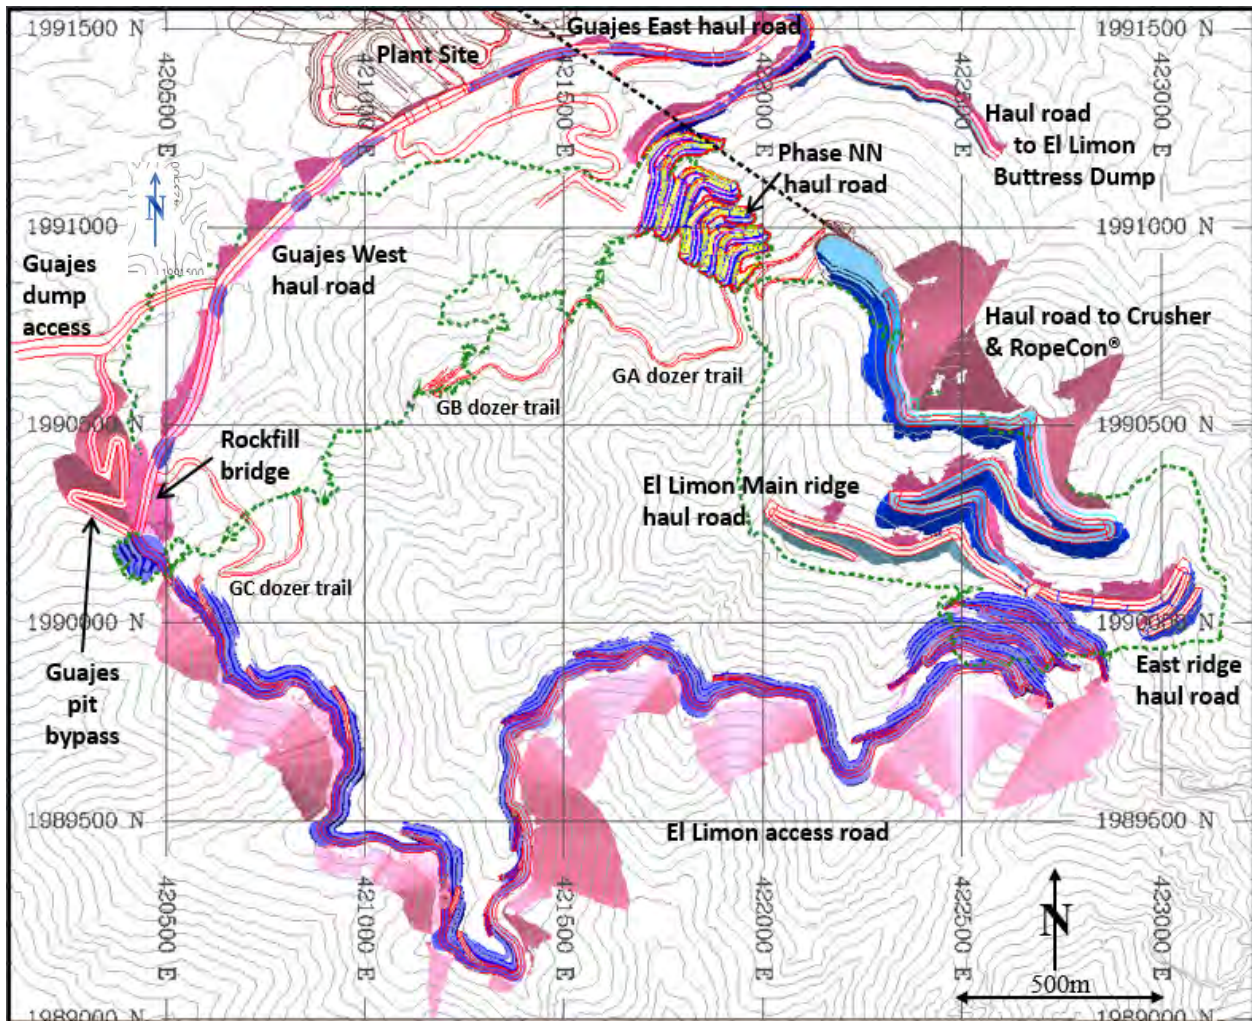 1991500 N
Guajes East haul road
1991500 N
Plant Site
420500 E
421000 E
421500 E
422000 E
423000 E
Haul road
to El Limon
Buttress Dump
Phase NN
haul road
N
1991000 N
1991000 N
1991500
Guajes
dump
access
Guajes West
haul road
Haul road to Crusher
& RopeCon®
GA dozer trail
GB dozer trail
1990500 N
1990500 N
Rockfill
bridge
El Limon Main ridge
haul road
GC dozer trail
1990000 N
1990000 N
Guajes
pit
bypass
East ridge
haul road
1989500 N
El Limon access road
1989500 N
420500 E
421000 E
421500 E
422000 E
422500 E
423000 E
N
500m
1989000 N
1989000 N